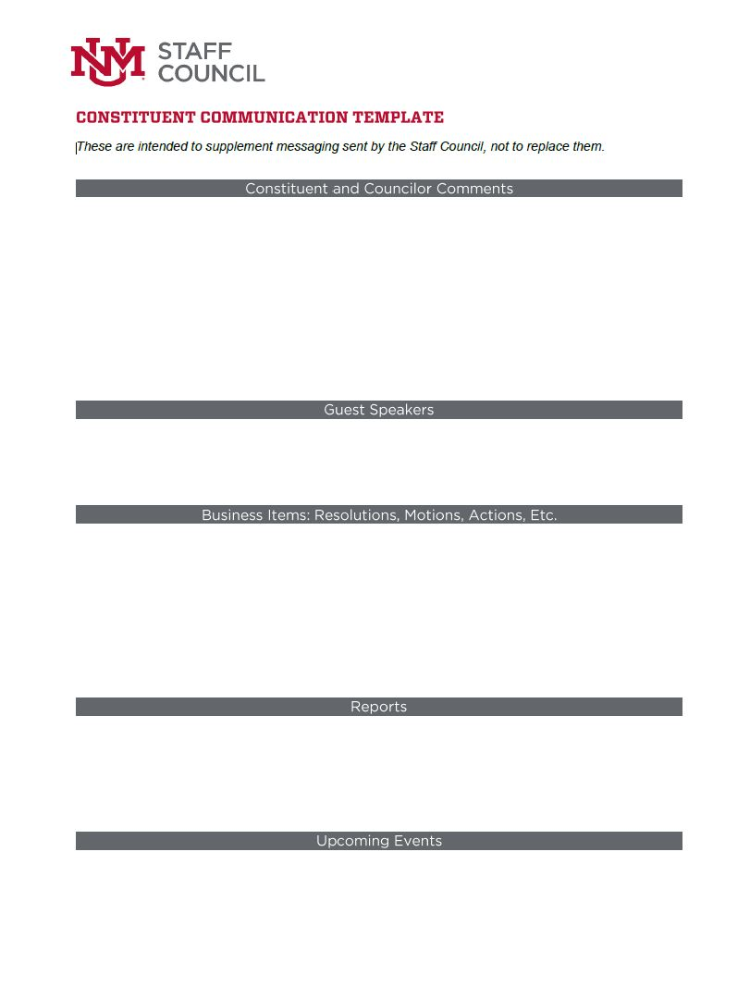 UNM
STAFF
COUNCIL
CONSTITUENT COMMUNICATION TEMPLATE
These are intended to supplement messaging sent by the Staff Council, not to replace them.
Constituent and Councilor Comments
Guest Speakers
Business Items: Resolutions, Motions, Actions, Etc.
Reports
Upcoming Events